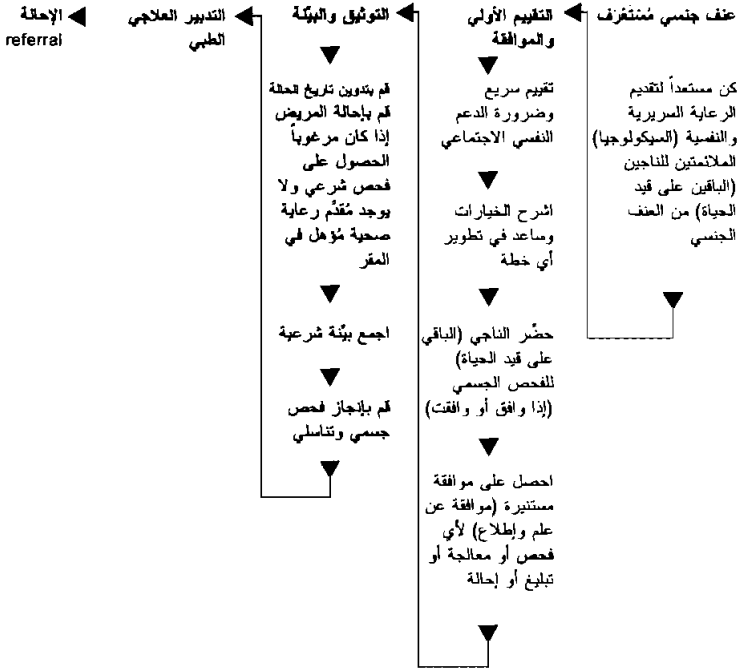 عنف جنسي مُتَعَرَف
كن مستعداً لتقديم
الرعاية السريرية
والنفسية (السيكولوجيا)
الملائمتين للناجين
(الباقين على قيد
الحياة) من العنف
الجنسي
التقييم الأولي
والموافقة
تقييم سريع
وضرورة الدعم
النفسي الاجتماعي
اشرح الخيارات
وساعد في تطوير
أي خطة
حضّر الناجي (الباقي
على قيد الحياة)
للفحص الجسمي
(إذا وافق أو وافقت)
احصل على موافقة
مستنيرة (موافقة عن
علم وإطلاع) لأي
فحص أو معالجة أو
تبليغ أو إحالة
التوثيق والبيّنة
قم بتدوين تاريخ الحالة
قم بإحالة المريض
إذا كان مرغوباً
الحصول على
فحص شرعي ولا
يوجد مُقدِّم رعاية
صحية مُؤهل في
المقر
اجمع بيّنة شرعية
قم بإنجاز فحص
جسمي وتناسلي
التدبير العلاجي
الطبي
الإحالة
referral